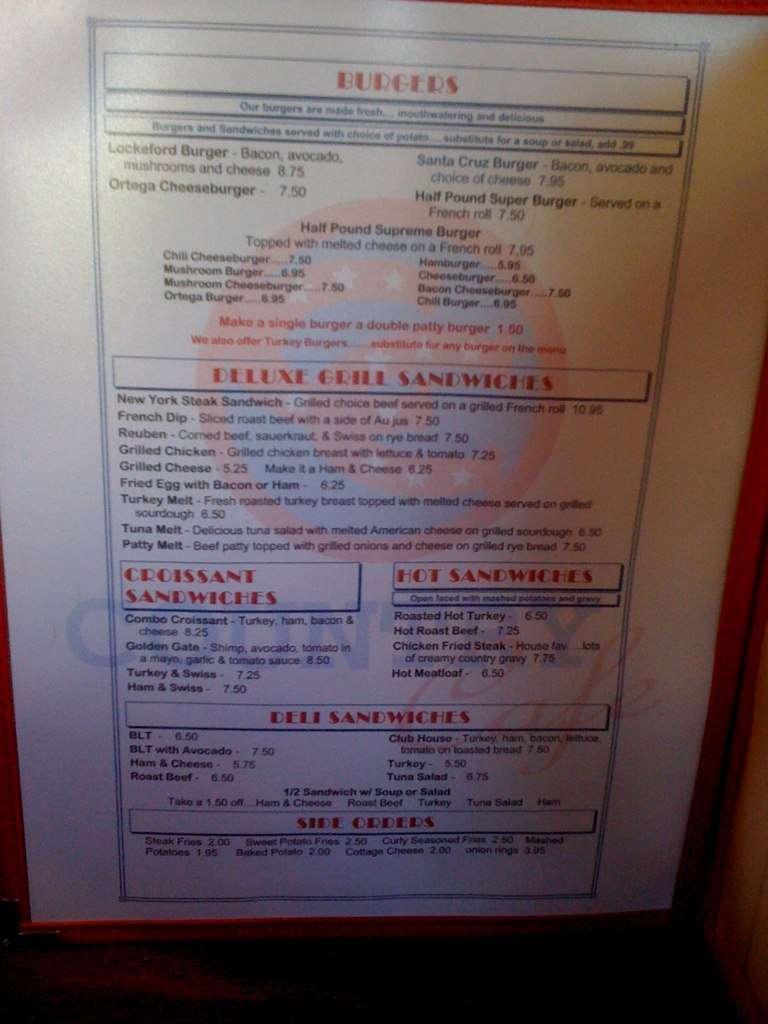 BURGERS
Our burgers are made fresh.... mouthwatering and delicious
Burgers and Sandwiches served with choice of potato ... substitute for a soup or salad, add .99
Lockeford Burger - Bacon, avocado,
mushrooms and cheese 8.75
Ortega Cheeseburger - 7.50
Santa Cruz Burger - Bacon, avocado and
choice of cheese 7.95
Half Pound Super Burger - Served on a
French roll 7.50
Half Pound Supreme Burger
Topped with melted cheese on a French roll 7.95
Chili Cheeseburger.....7.50
Mushroom Burger.....6.95
Mushroom Cheeseburger.....7.50
Ortega Burger.....6.95
Hamburger.....5.95
Cheeseburger.....6.50
Bacon Cheeseburger.....7.50
Chili Burger....6.95
Make a single burger a double patty burger 1.50
We also offer Turkey Burgers.......substitute for any burger on the menu
DELUXE GRILL SANDWICHES
New York Steak Sandwich - Grilled choice beef served on a grilled French roll 10.95
French Dip - Sliced roast beef with a side of Au jus 7.50
Reuben - Corned beef, sauerkraut, & Swiss on rye bread 7.50
Grilled Chicken - Grilled chicken breast with lettuce & tomato 7.25
Grilled Cheese - 5.25 Make it a Ham & Cheese 6.25
Fried Egg with Bacon or Ham - 6.25
Turkey Melt - Fresh roasted turkey breast topped with melted cheese served on grilled
sourdough 6.50
Tuna Melt - Delicious tuna salad with melted American cheese on grilled sourdough 6.50
Patty Melt - Beef patty topped with grilled onions and cheese on grilled rye bread 7.50
CROISSANT
SANDWICHES
Combo Croissant - Turkey, ham, bacon &
cheese 8.25
Golden Gate - Shimp, avocado, tomato in
a mayo, garlic & tomato sauce 8.50
Turkey & Swiss - 7.25
Ham & Swiss - 7.50
HOT SANDWICHES
Open faced with mashed potatoes and gravy
Roasted Hot Turkey - 6.50
Hot Roast Beef - 7.25
Chicken Fried Steak - House fav.....lots
of creamy country gravy 7.75
Hot Meatloaf - 6.50
COUNTRY
Cafe
DELI SANDWICHES
BLT - 6.50
BLT with Avocado - 7.50
Ham & Cheese - 5.75
Roast Beef - 6.50
Club House - Turkey, ham, bacon, lettuce,
tomato on toasted bread 7.50
Turkey - 5.50
Tuna Salad - 6.75
1/2 Sandwich w/ Soup or Salad
Take a 1.50 off....Ham & Cheese Roast Beef Turkey Tuna Salad Ham
SIDE ORDERS
Steak Fries 2.00 Sweet Potato Fries 2.50 Curly Seasoned Fries 2.50 Mashed
Potatoes 1.95 Baked Potato 2.00 Cottage Cheese 2.00 onion rings 3.95